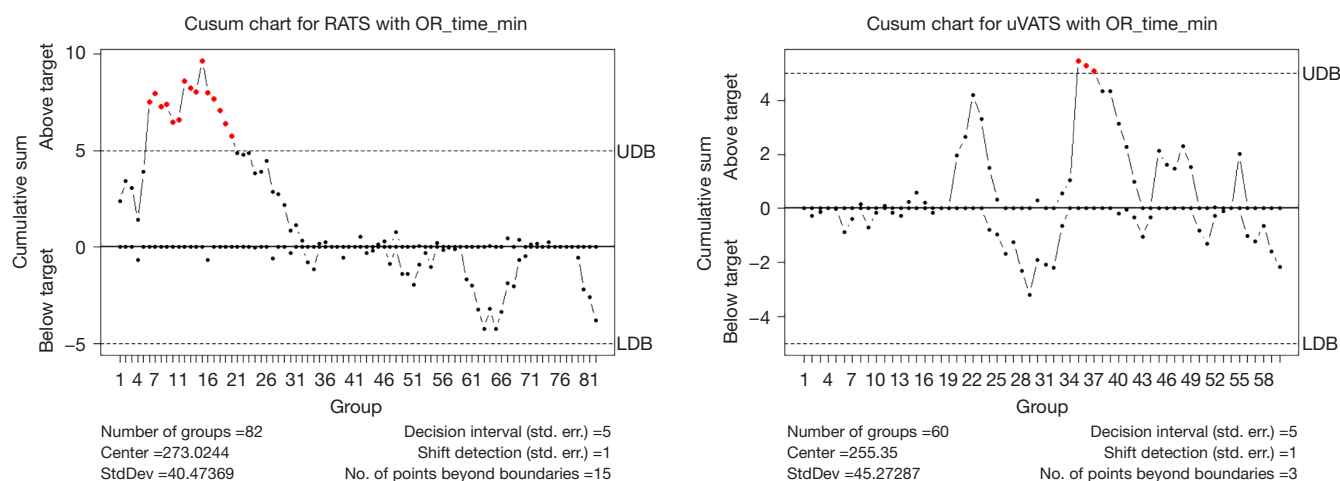 Cusum chart for RATS with OR_time_min
Cumulative sum
Below target Above target
10
5
0
−5
UDB
LDB
1 4 7 11 16 21 26 31 36 41 46 51 56 61 66 71 76 81
Group
Number of groups =82
Center =273.0244
StdDev =40.47369
Decision interval (std. err.) =5
Shift detection (std. err.) =1
No. of points beyond boundaries =15
Cusum chart for uVATS with OR_time_min
Cumulative sum
Below target Above target
4
2
0
−2
−4
UDB
LDB
1 4 7 10 13 16 19 22 25 28 31 34 37 40 43 46 49 52 55 58
Group
Number of groups =60
Center =255.35
StdDev =45.27287
Decision interval (std. err.) =5
Shift detection (std. err.) =1
No. of points beyond boundaries =3